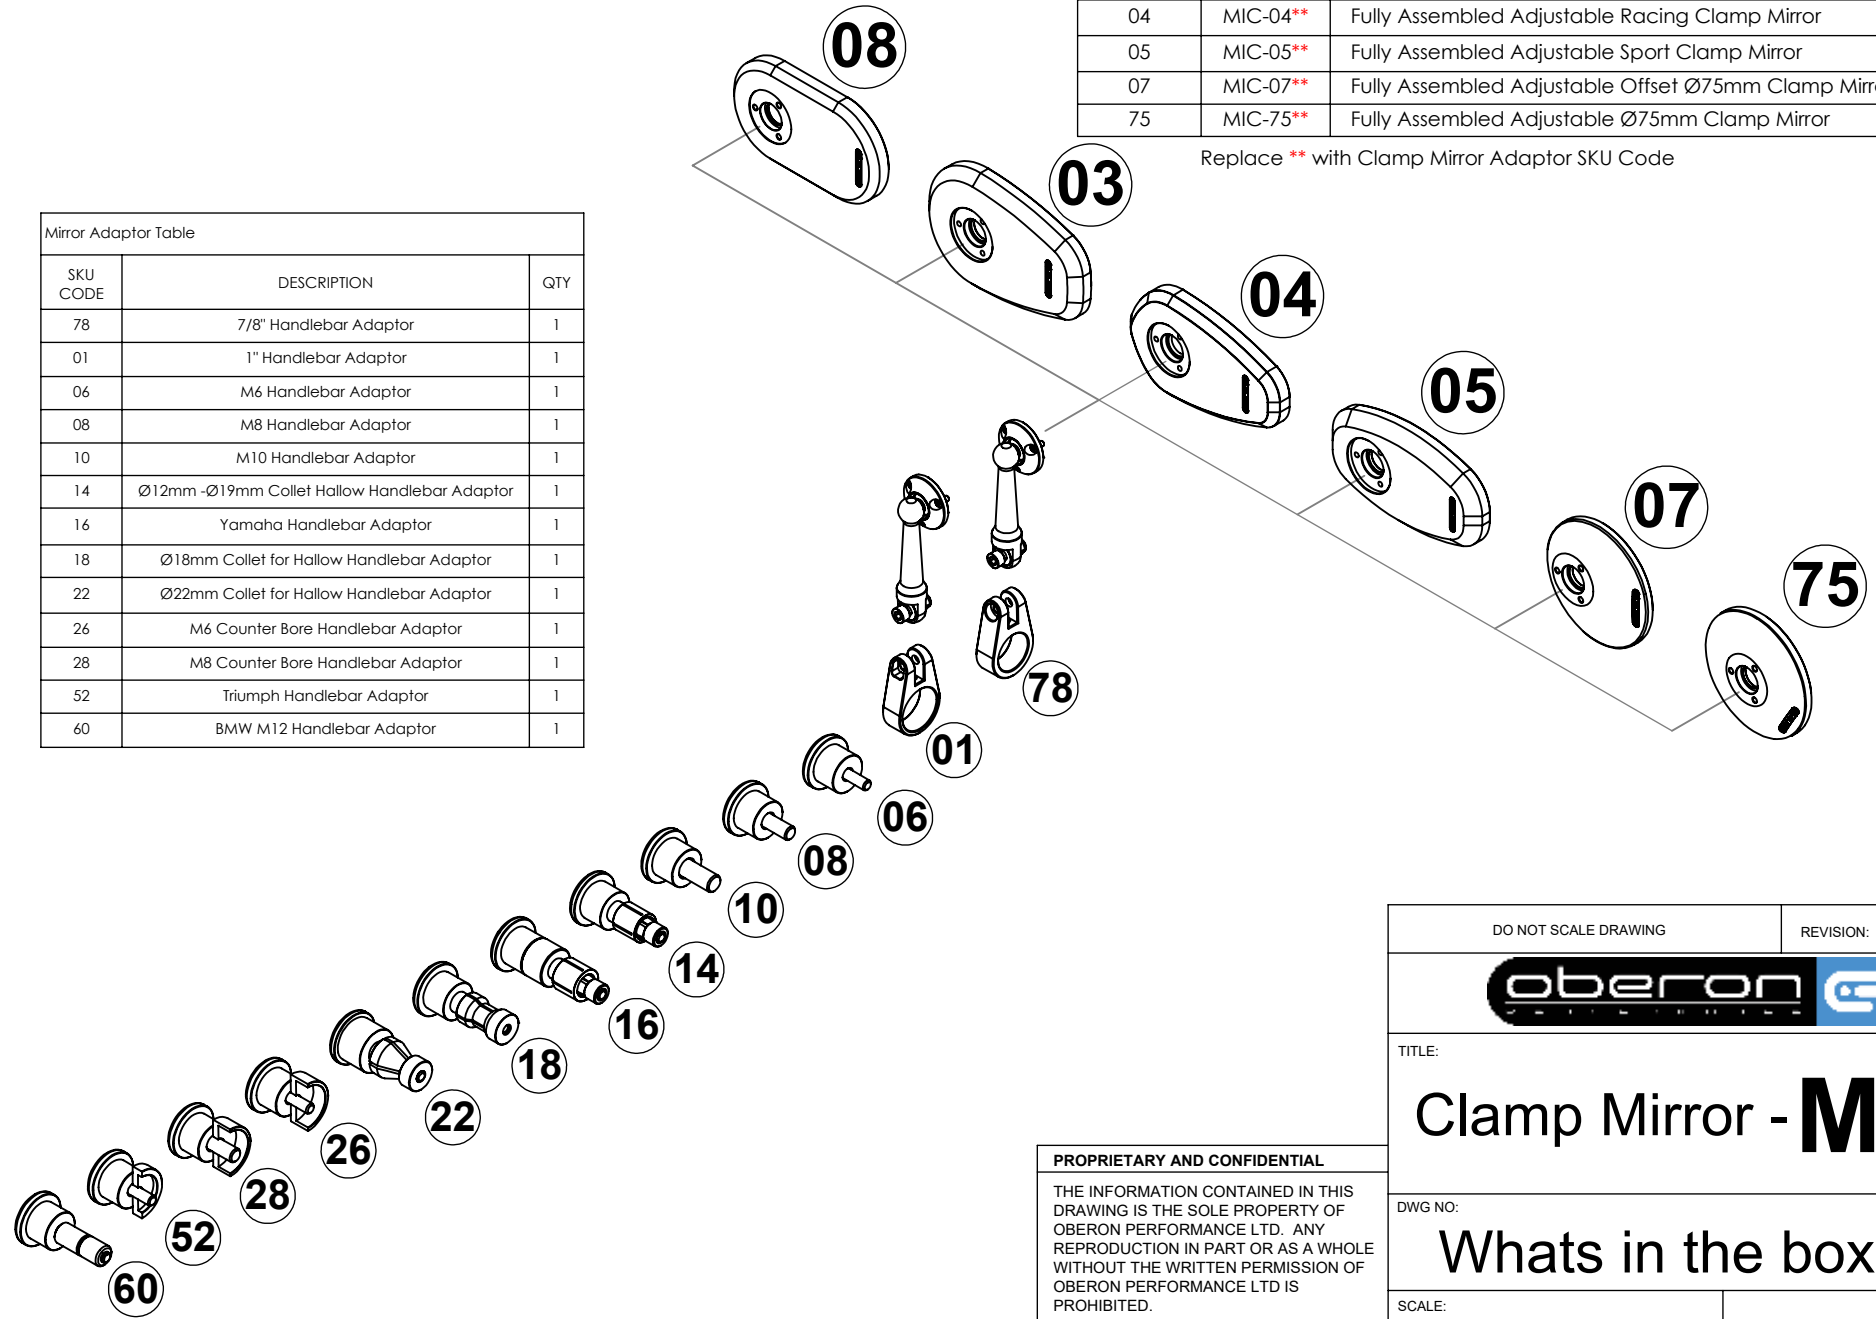 08
04 MIC-04** Fully Assembled Adjustable Racing Clamp Mirror
05 MIC-05** Fully Assembled Adjustable Sport Clamp Mirror
07 MIC-07** Fully Assembled Adjustable Offset Ø75mm Clamp Mirr
75 MIC-75** Fully Assembled Adjustable Ø75mm Clamp Mirror
Replace ** with Clamp Mirror Adaptor SKU Code
03
04
05
07
75
Mirror Adaptor Table
SKU CODE DESCRIPTION QTY
78 7/8" Handlebar Adaptor 1
01 1" Handlebar Adaptor 1
06 M6 Handlebar Adaptor 1
08 M8 Handlebar Adaptor 1
10 M10 Handlebar Adaptor 1
14 Ø12mm -Ø19mm Collet Hallow Handlebar Adaptor 1
16 Yamaha Handlebar Adaptor 1
18 Ø18mm Collet for Hallow Handlebar Adaptor 1
22 Ø22mm Collet for Hallow Handlebar Adaptor 1
26 M6 Counter Bore Handlebar Adaptor 1
28 M8 Counter Bore Handlebar Adaptor 1
52 Triumph Handlebar Adaptor 1
60 BMW M12 Handlebar Adaptor 1
78
01
06
08
10
14
16
18
22
26
28
52
60
DO NOT SCALE DRAWING REVISION:
oberon
TITLE:
Clamp Mirror - M
DWG NO:
Whats in the box
SCALE:
PROPRIETARY AND CONFIDENTIAL
THE INFORMATION CONTAINED IN THIS
DRAWING IS THE SOLE PROPERTY OF
OBERON PERFORMANCE LTD. ANY
REPRODUCTION IN PART OR AS A WHOLE
WITHOUT THE WRITTEN PERMISSION OF
OBERON PERFORMANCE LTD IS
PROHIBITED.